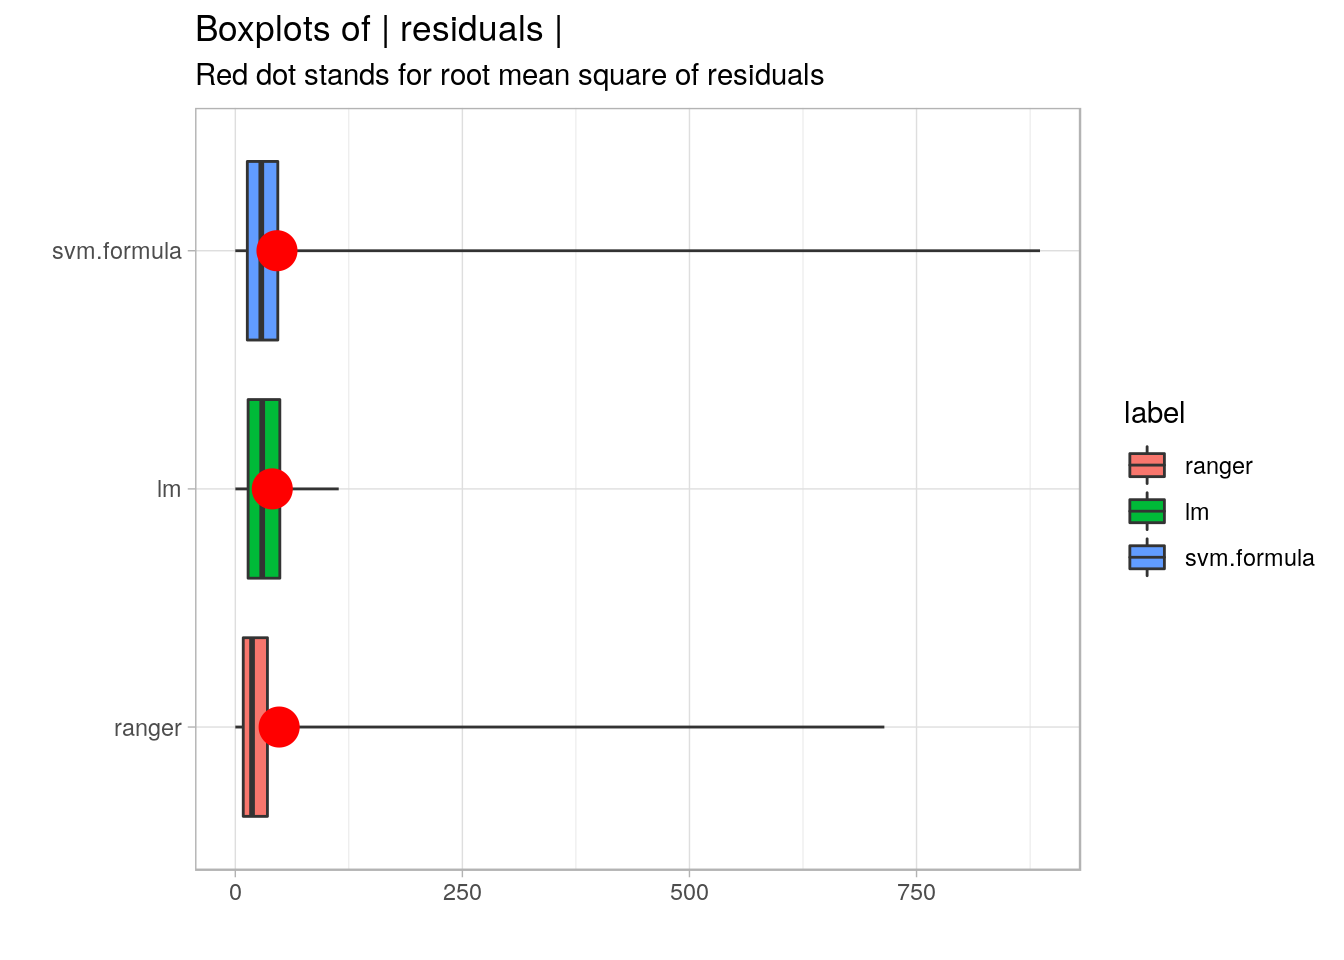 Boxplots of | residuals |
Red dot stands for root mean square of residuals
svm.formula
lm
ranger
0 250 500 750
label
ranger
lm
svm.formula